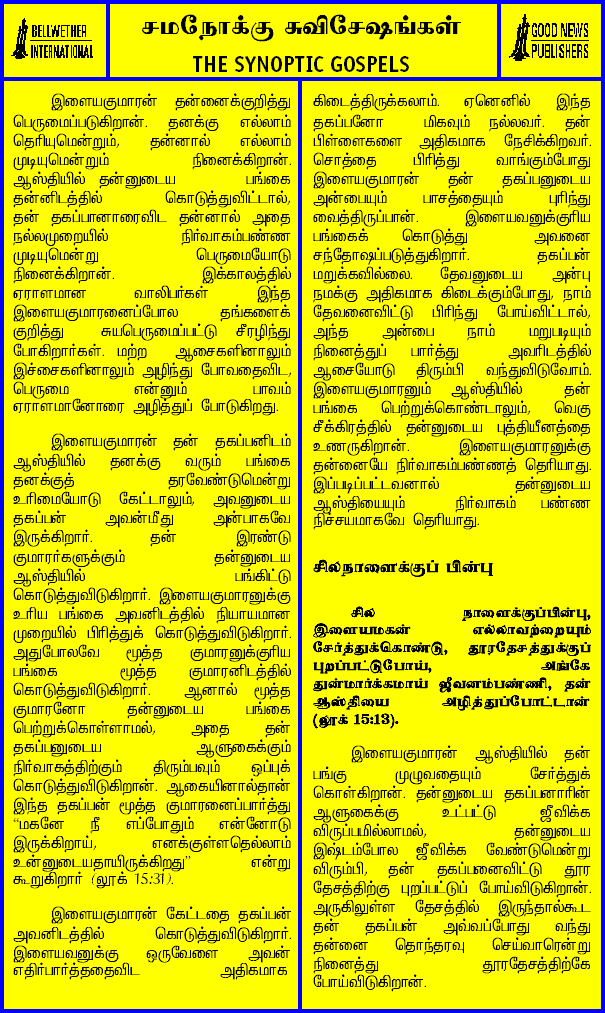 BELLWETHER
INTERNATIONAL
சமநோக்கு சுவிசேஷங்கள்
THE SYNOPTIC GOSPELS
GOOD NEWS
PUBLISHERS
இளையகுமாரன் தன்னைக்குறித்து
பெருமைப்படுகிறான். தனக்கு எல்லாம்
தெரியுமென்றும், தன்னால் எல்லாம்
முடியுமென்றும் நினைக்கிறான்.
ஆஸ்தியில் தன்னுடைய பங்கை
தன்னிடத்தில் கொடுத்துவிட்டால்,
தன் தகப்பானாரைவிட தன்னால் அதை
நல்லமுறையில் நிர்வாகம்பண்ண
முடியுமென்று பெருமையோடு
நினைக்கிறான். இக்காலத்தில்
ஏராளமான வாலிபர்கள் இந்த
இளையகுமாரனைப்போல தங்களைக்
குறித்து சுயபெருமைப்பட்டு சீரழிந்து
போகிறார்கள். மற்ற ஆசைகளினாலும்
இச்சைகளினாலும் அழிந்து போவதைவிட,
பெருமை என்னும் பாவம்
ஏராளமானோரை அழித்துப் போடுகிறது.
இளையகுமாரன் தன் தகப்பனிடம்
ஆஸ்தியில் தனக்கு வரும் பங்கை
தனக்குத் தரவேண்டுமென்று
உரிமையோடு கேட்டாலும், அவனுடைய
தகப்பன் அவன்மீது அன்பாகவே
இருக்கிறார். தன் இரண்டு
குமாரர்களுக்கும் தன்னுடைய
ஆஸ்தியில் பங்கிட்டு
கொடுத்துவிடுகிறார். இளையகுமாரனுக்கு
உரிய பங்கை அவனிடத்தில் நியாயமான
முறையில் பிரித்துக் கொடுத்துவிடுகிறார்.
அதுபோலவே மூத்த குமாரனுக்குரிய
பங்கை மூத்த குமாரனிடத்தில்
கொடுத்துவிடுகிறார். ஆனால் மூத்த
குமாரனோ தன்னுடைய பங்கை
பெற்றுக்கொள்ளாமல், அதை தன்
தகப்பனுடைய ஆளுகைக்கும்
நிர்வாகத்திற்கும் திரும்பவும் ஒப்புக்
கொடுத்துவிடுகிறான். ஆகையினால்தான்
இந்த தகப்பன் மூத்த குமாரனைப்பார்த்து
“மகனே நீ எப்போதும் என்னோடு
இருக்கிறாய், எனக்குள்ளதெல்லாம்
உன்னுடையதாயிருக்கிறது” என்று
கூறுகிறார் (லூக் 15:31).
இளையகுமாரன் கேட்டதை தகப்பன்
அவனிடத்தில் கொடுத்துவிடுகிறார்.
இளையவனுக்கு ஒருவேளை அவன்
எதிர்பார்த்ததைவிட அதிகமாக
கிடைத்திருக்கலாம். ஏனெனில் இந்த
தகப்பனோ மிகவும் நல்லவர். தன்
பிள்ளைகளை அதிகமாக நேசிக்கிறவர்.
சொத்தை பிரித்து வாங்கும்போது
இளையகுமாரன் தன் தகப்பனுடைய
அன்பையும் பாசத்தையும் புரிந்து
வைத்திருப்பான். இளையவனுக்குரிய
பங்கைக் கொடுத்து அவனை
சந்தோஷப்படுத்துகிறார். தகப்பன்
மறுக்கவில்லை. தேவனுடைய அன்பு
நமக்கு அதிகமாக கிடைக்கும்போது, நாம்
தேவனைவிட்டு பிரிந்து போய்விட்டால்,
அந்த அன்பை நாம் மறுபடியும்
நினைத்துப் பார்த்து அவரிடத்தில்
ஆசையோடு திரும்பி வந்துவிடுவோம்.
இளையகுமாரனும் ஆஸ்தியில் தன்
பங்கை பெற்றுக்கொண்டாலும், வெகு
சீக்கிரத்தில் தன்னுடைய புத்தியீனத்தை
உணருகிறான். இளையகுமாரனுக்கு
தன்னையே நிர்வாகம்பண்ணத் தெரியாது.
இப்படிப்பட்டவனால் தன்னுடைய
ஆஸ்தியையும் நிர்வாகம் பண்ண
நிச்சயமாகவே தெரியாது.
சிலநாளைக்குப் பின்பு
சில நாளைக்குப்பின்பு,
இளையமகன் எல்லாவற்றையும்
சேர்த்துக்கொண்டு, தூரதேசத்துக்குப்
புறப்பட்டுபோய், அங்கே
துன்மார்க்கமாய் ஜீவனம்பண்ணி, தன்
ஆஸ்தியை அழித்துப்போட்டான்
(லூக் 15:13).
இளையகுமாரன் ஆஸ்தியில் தன்
பங்கு முழுவதையும் சேர்த்துக்
கொள்கிறான். தன்னுடைய தகப்பனாரின்
ஆளுகைக்கு உட்பட்டு ஜீவிக்க
விருப்பமில்லாமல், தன்னுடைய
இஷ்டம்போல ஜீவிக்க வேண்டுமென்று
விரும்பி, தன் தகப்பனைவிட்டு தூர
தேசத்திற்கு புறப்பட்டுப் போய்விடுகிறான்.
அருகிலுள்ள தேசத்தில் இருந்தால்கூட
தன் தகப்பன் அவ்வப்போது வந்து
தன்னை தொந்தரவு செய்வாரென்று
நினைத்து தூரதேசத்திற்கே
போய்விடுகிறான்.